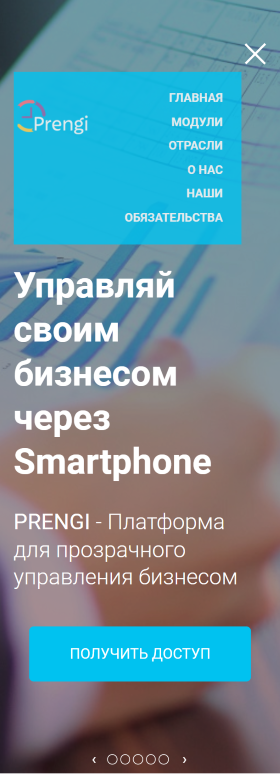 Prengi
ГЛАВНАЯ
МОДУЛИ
ОТРАСЛИ
О НАС
НАШИ
ОБЯЗАТЕЛЬСТВА
Управляй
своим
бизнесом
через
Smartphone
PRENGI - Платформа
для прозрачного
управления бизнесом
ПОЛУЧИТЬ ДОСТУП